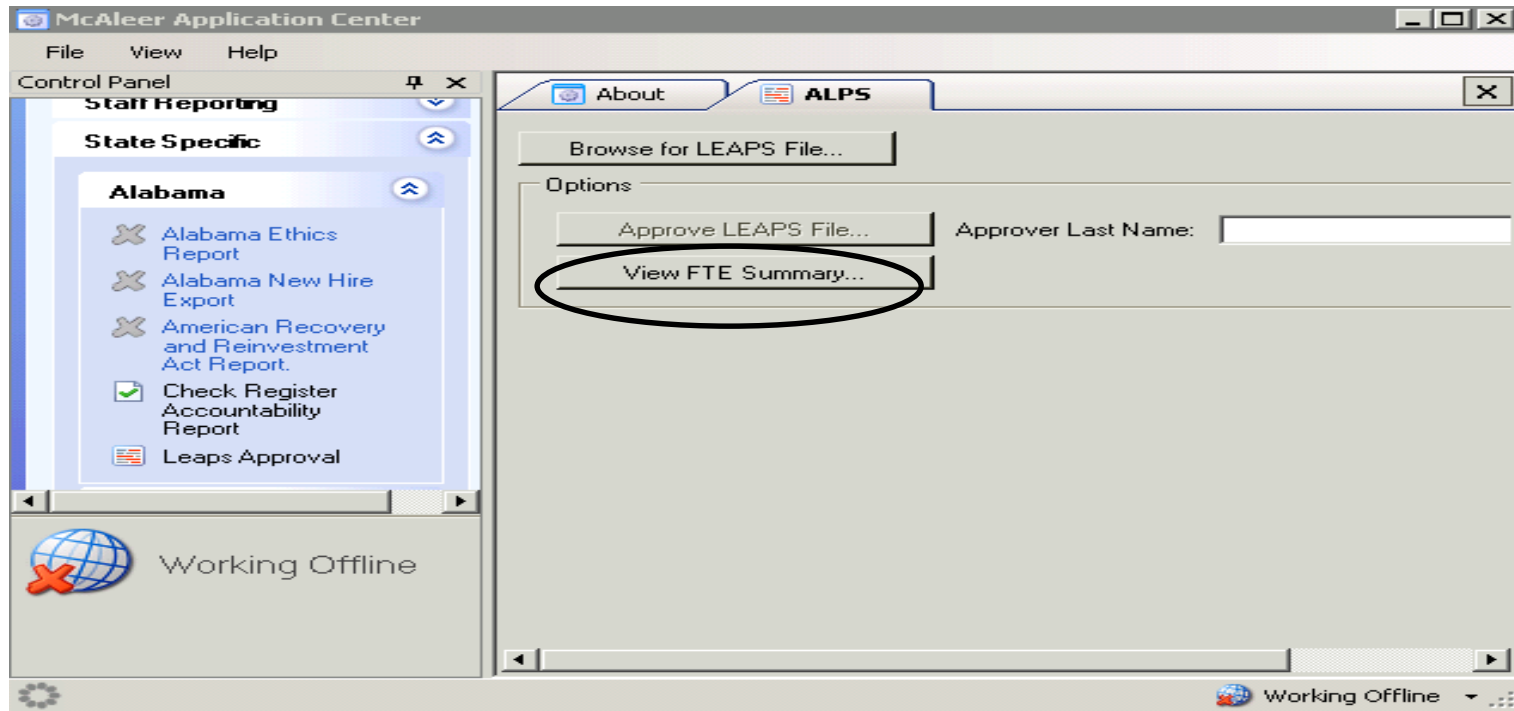 McAleer Application Center
File View Help
Control Panel
Staff Reporting
State Specific
Alabama
Alabama Ethics
Report
Alabama New Hire
Export
American Recovery
and Reinvestment
Act Report.
Check Register
Accountability
Report
Leaps Approval
Working Offline
About
ALPS
Browse for LEAPS File...
Options
Approve LEAPS File...
Approver Last Name:
View FTE Summary...
Working Offline